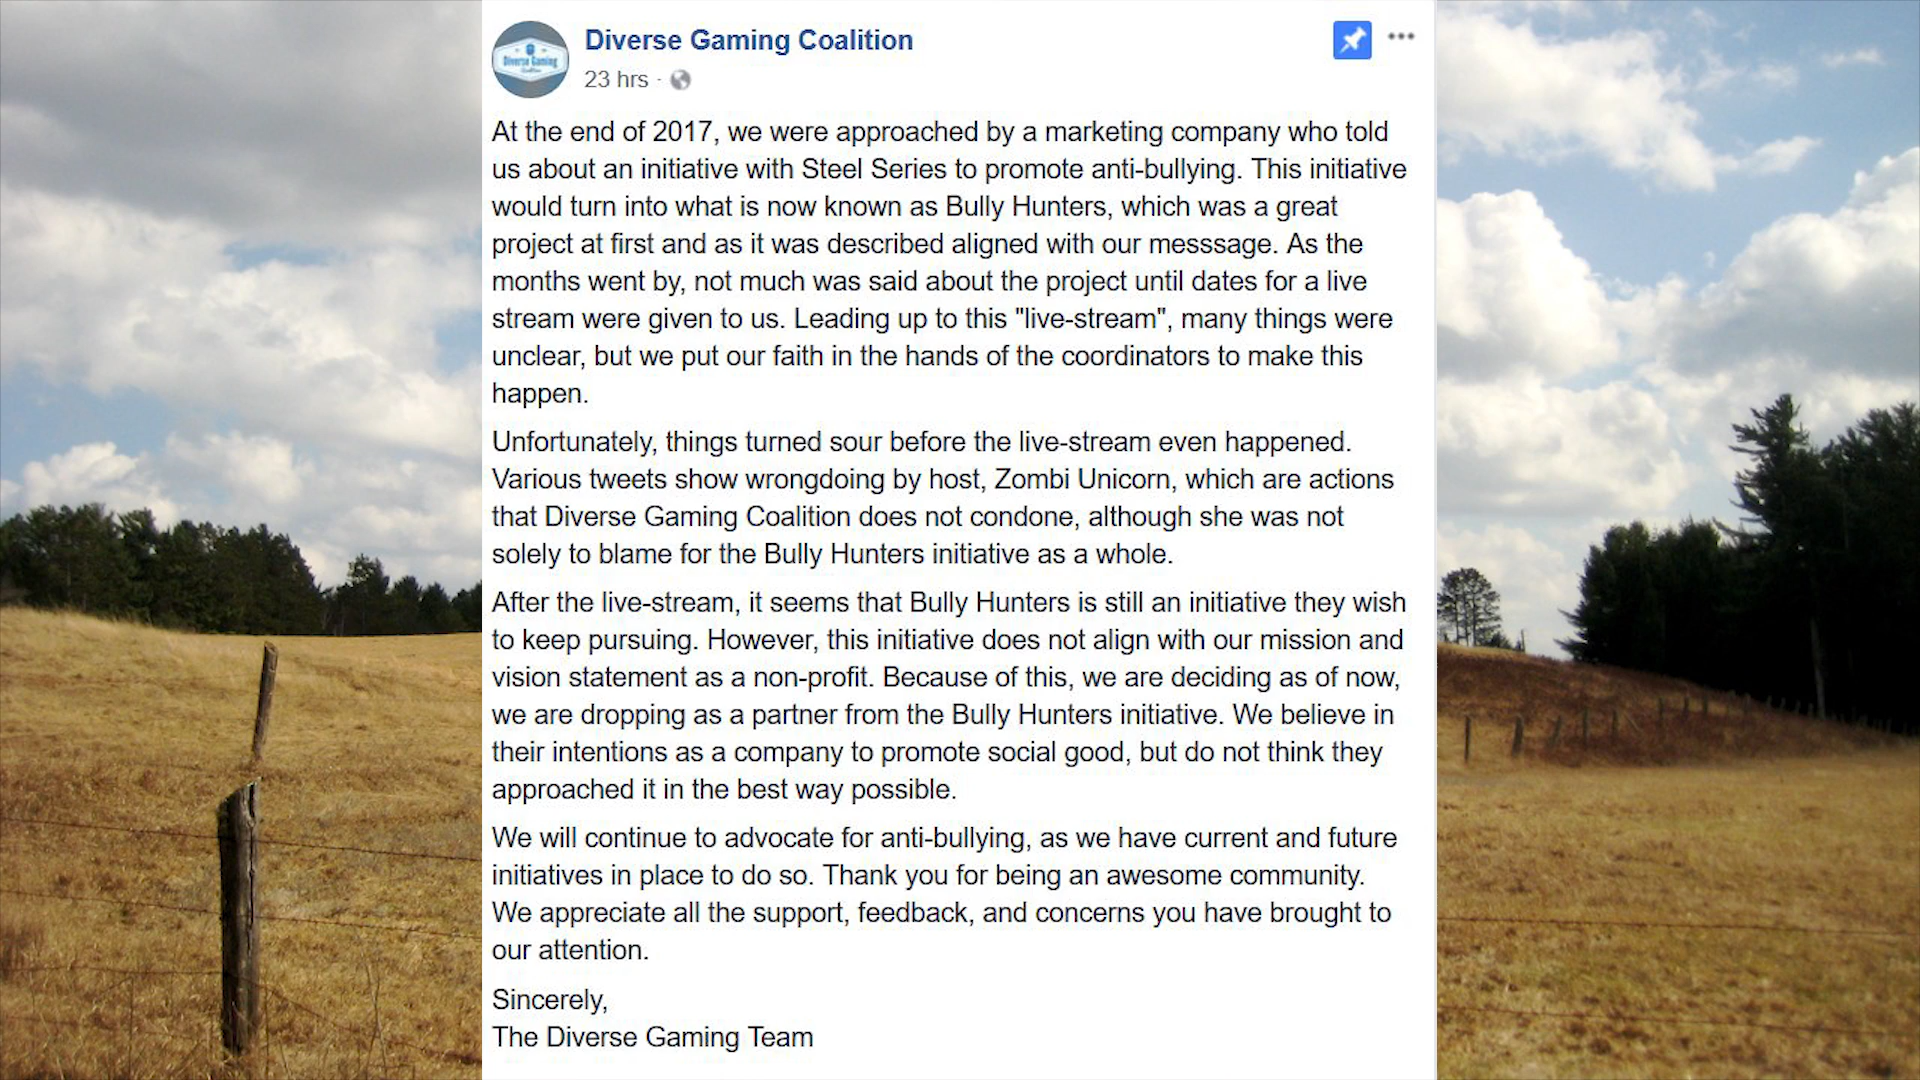 Diverse Gaming
Coalition
Diverse Gaming Coalition
23 hrs ·
At the end of 2017, we were approached by a marketing company who told
us about an initiative with Steel Series to promote anti-bullying. This initiative
would turn into what is now known as Bully Hunters, which was a great
project at first and as it was described aligned with our messsage. As the
months went by, not much was said about the project until dates for a live
stream were given to us. Leading up to this "live-stream", many things were
unclear, but we put our faith in the hands of the coordinators to make this
happen.
Unfortunately, things turned sour before the live-stream even happened.
Various tweets show wrongdoing by host, Zombi Unicorn, which are actions
that Diverse Gaming Coalition does not condone, although she was not
solely to blame for the Bully Hunters initiative as a whole.
After the live-stream, it seems that Bully Hunters is still an initiative they wish
to keep pursuing. However, this initiative does not align with our mission and
vision statement as a non-profit. Because of this, we are deciding as of now,
we are dropping as a partner from the Bully Hunters initiative. We believe in
their intentions as a company to promote social good, but do not think they
approached it in the best way possible.
We will continue to advocate for anti-bullying, as we have current and future
initiatives in place to do so. Thank you for being an awesome community.
We appreciate all the support, feedback, and concerns you have brought to
our attention.
Sincerely,
The Diverse Gaming Team